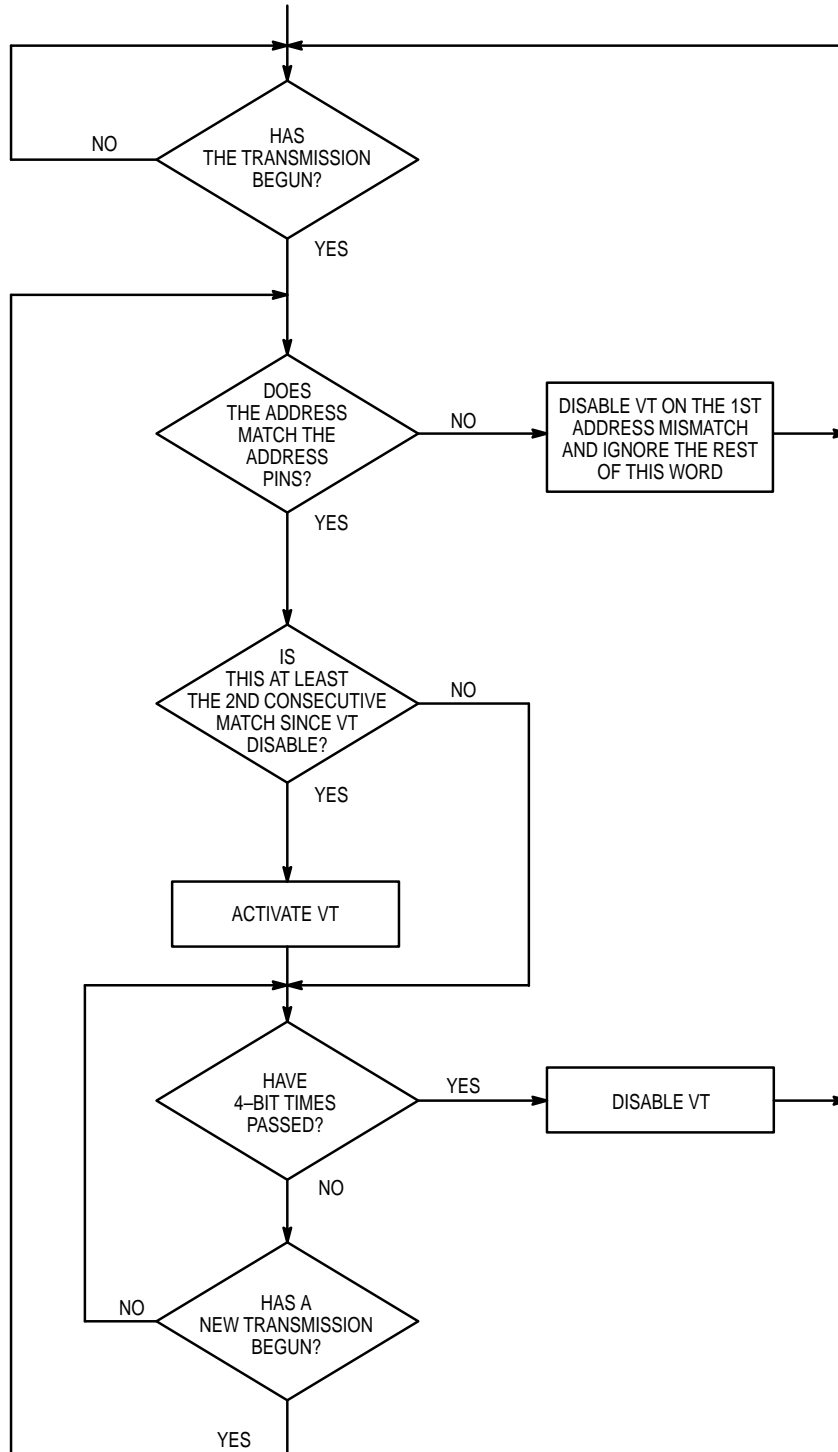 HAS
THE TRANSMISSION
BEGUN?
NO
YES
DOES
THE ADDRESS
MATCH THE
ADDRESS
PINS?
NO
DISABLE VT ON THE 1ST
ADDRESS MISMATCH
AND IGNORE THE REST
OF THIS WORD
YES
IS
THIS AT LEAST
THE 2ND CONSECUTIVE
MATCH SINCE VT
DISABLE?
NO
YES
ACTIVATE VT
HAVE
4–BIT TIMES
PASSED?
YES
DISABLE VT
NO
HAS A
NEW TRANSMISSION
BEGUN?
NO
YES